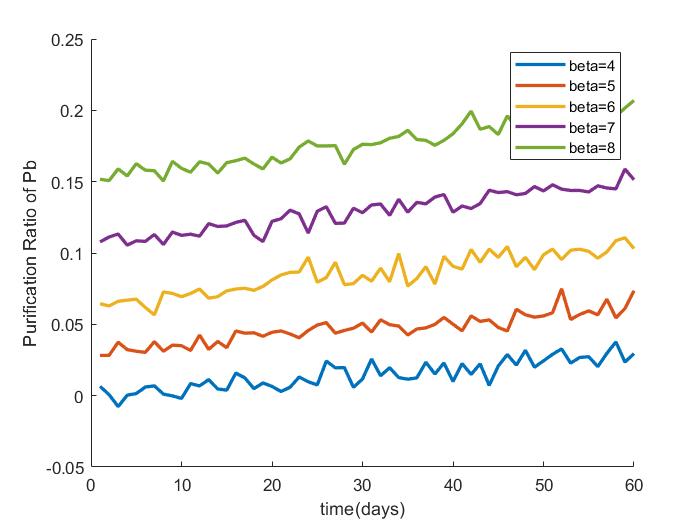 0.25
0.2
0.15
0.1
0.05
0
-0.05
Purification Ratio of Pb
beta=4
beta=5
beta=6
beta=7
beta=8
0 10 20 30 40 50 60
time(days)